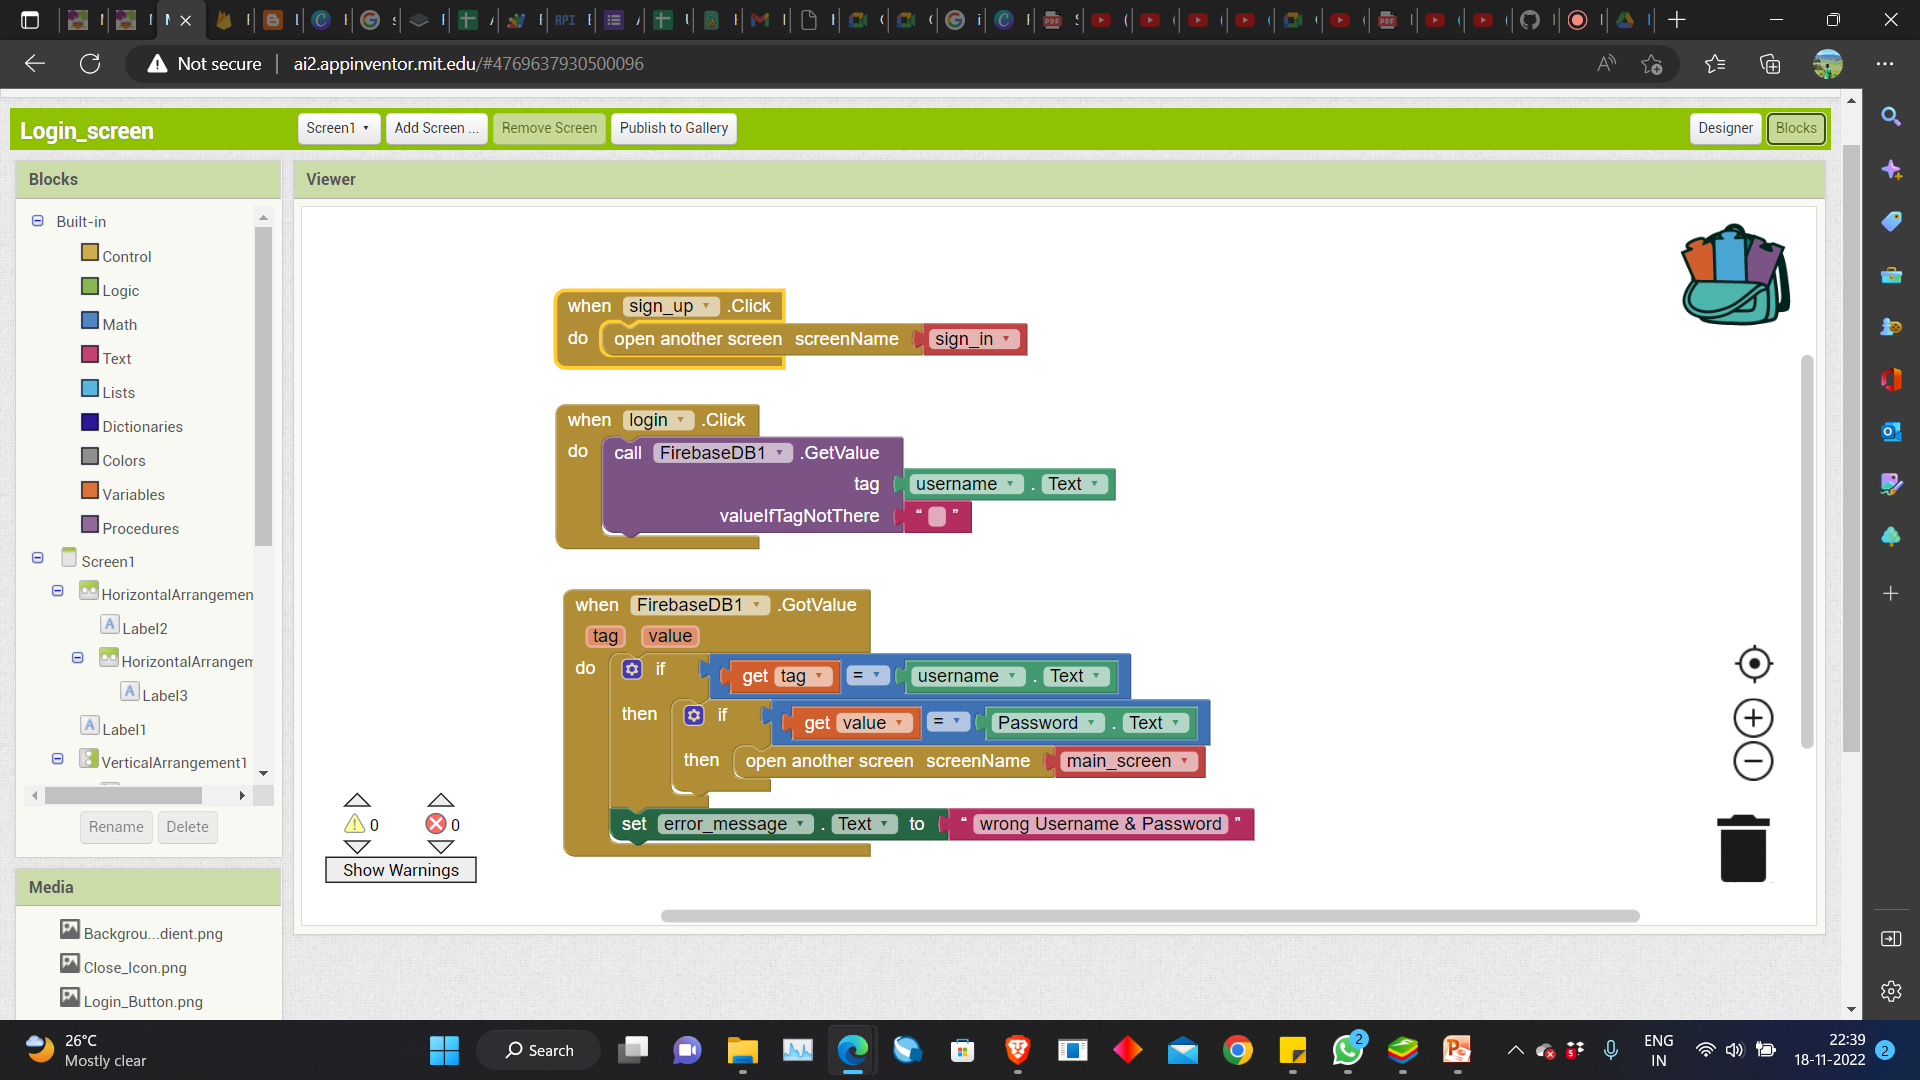 Not secure | ai2.appinventor.mit.edu/#4769637930500096
Login_screen
Screen1
Add Screen ...
Remove Screen
Publish to Gallery
Designer
Blocks
Blocks
Viewer
Built-in
Control
Logic
Math
Text
Lists
Dictionaries
Colors
Variables
Procedures
Screen1
HorizontalArrangemen
Label2
HorizontalArrangem
Label3
Label1
VerticalArrangement1
Rename
Delete
Media
Backgrou...dient.png
Close_Icon.png
Login_Button.png
when sign_up .Click
do open another screen screenName sign_in
when login .Click
do call FirebaseDB1 .GetValue
tag username . Text
valueIfTagNotThere “ ”
when FirebaseDB1 .GotValue
tag value
do if get tag = username . Text
then if get value = Password . Text
then open another screen screenName main_screen
set error_message . Text to “ wrong Username & Password ”
0 0
Show Warnings
26°C
Mostly clear
Search
2
ENG
IN
22:39
18-11-2022
2